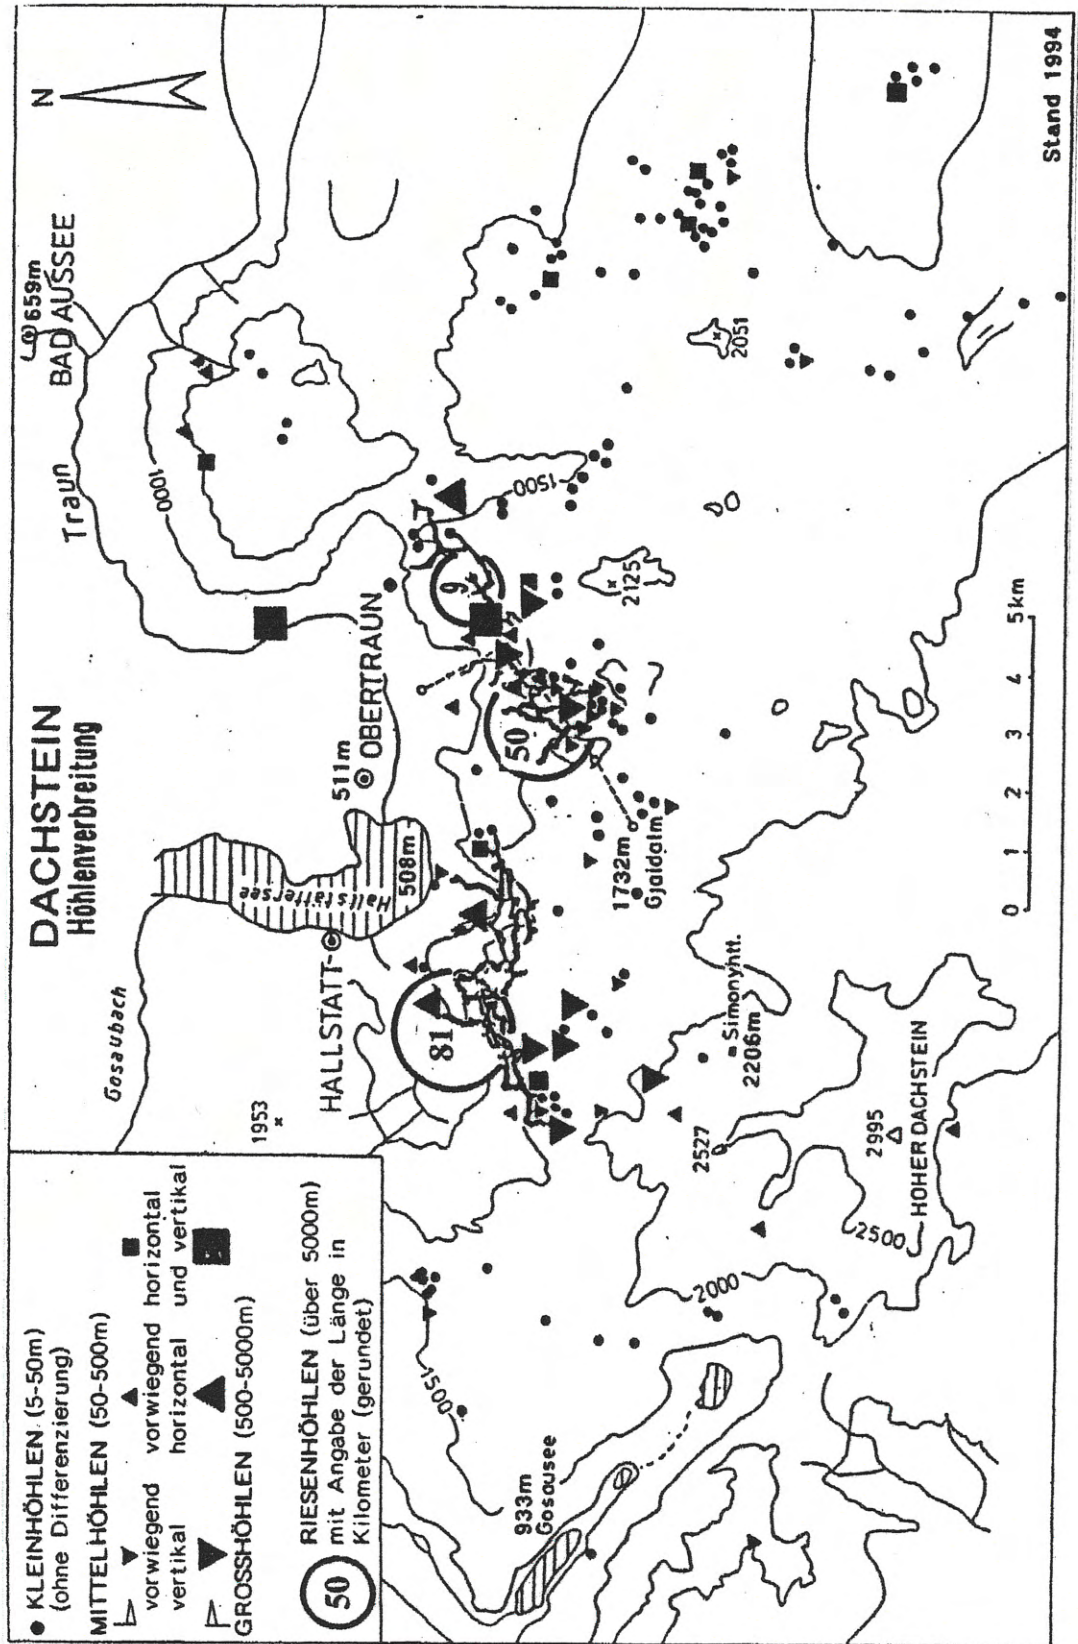 DACHSTEIN
Höhlenverbreitung
N
• KLEINHÖHLEN (5-50m)
(ohne Differenzierung)
MITTELHÖHLEN (50-500m)
vorwiegend vertikal
vorwiegend horizontal
horizontal und vertikal
GROSSHÖHLEN (500-5000m)
50
RIESENHÖHLEN (über 5000m)
mit Angabe der Länge in
Kilometer (gerundet)
Gosaubach
1953
HALLSTATT
Hallstättersee
508m
511m
OBERTRAUN
Traun
659m
BAD AUSSEE
1000
81
50
9
1500
1500
933m
Gosausee
2000
2500
2527
2995
HOHER DACHSTEIN
Simonyhtt.
2206m
1732m
Gjaidalm
2125
2051
0 1 2 3 4 5km
Stand 1994